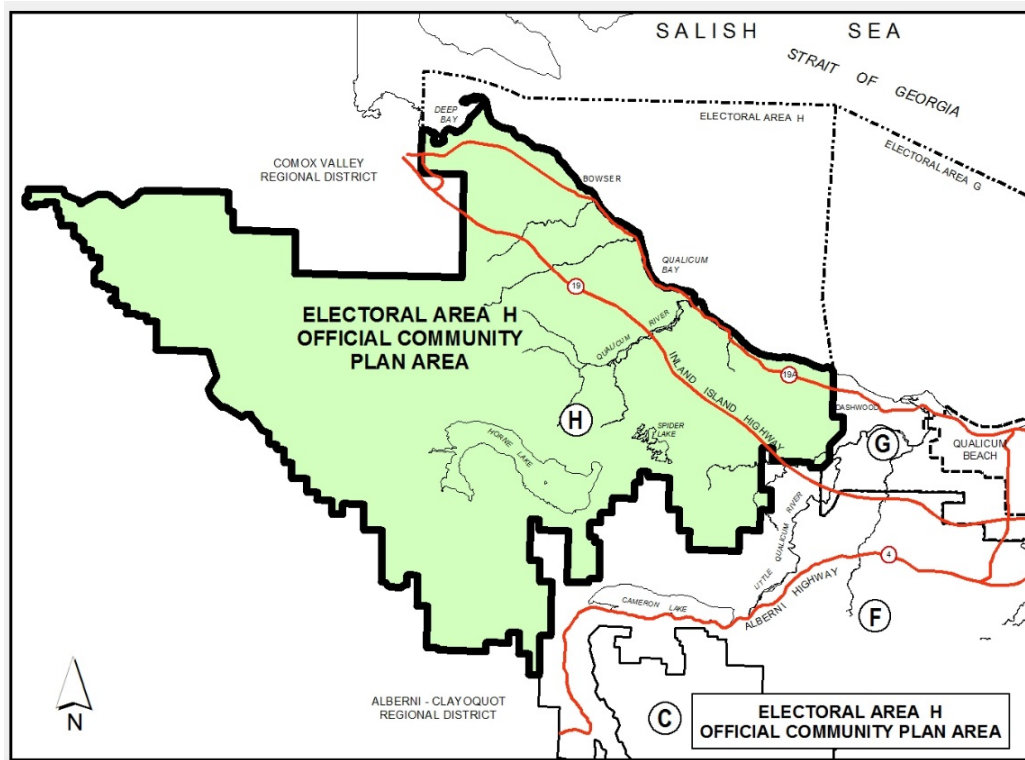 SALISH SEA
STRAIT OF GEORGIA
DEEP
BAY
ELECTORAL AREA H
ELECTORAL AREA G
COMOX VALLEY
REGIONAL DISTRICT
BOWSER
QUALICUM
BAY
19
ELECTORAL AREA H
OFFICIAL COMMUNITY
PLAN AREA
QUALICUM RIVER
INLAND ISLAND HIGHWAY
19A
DASHWOOD
H
SPIDER
LAKE
HORNE LAKE
G
QUALICUM
BEACH
LITTLE QUALICUM RIVER
4
ALBERNI HIGHWAY
CAMERON LAKE
F
ALBERNI - CLAYOQUOT
REGIONAL DISTRICT
N
C
ELECTORAL AREA H
OFFICIAL COMMUNITY PLAN AREA